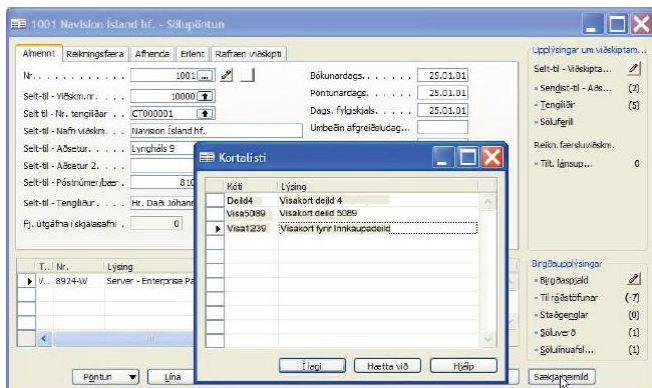 1001 Navision Ísland hf. - Sölupöntun
Almennt Reikningsfæra Afhenda Erlent Rafræn viðskipti
Nr. . . . . . . . . . . . 1001
Bókunardags. . . . . . 25.01.01
Selt-til - Viðskm.nr. . . 10000
Pöntunardags. . . . . 25.01.01
Selt til - Nr. tengiliðar . . CT000001
Dags. fylgiskjals. . . . 25.01.01
Selt-til - Nafn viðskm. . Navison Ísland hf.
Umbeðin afgreiðsludag...
Selt-til - Aðsetur. . . . Lyngháls 9
Selt-til - Aðsetur 2. . . .
Selt-til - Póstnúmer/bær . 810
Selt-til - Tengiliður. . . Hr. Daði Jóhann
Fj. útgáfna í skjalasafni . 0
T.. Nr. Lýsing
V.. 8924-W Server - Enterprise Pa
Pöntun Lína
Kortalisti
Kóti Lýsing
Deild4 Visakort deild 4
Visa5089 Visakort deild 5089
Visa1239 Visakort fyrir Innkaupadeild
Í lagi Hætta við Hjálp
Upplýsingar um viðskiptam...
Selt-til - Viðskipta...
Sendist-til - Aðs... (2)
Tengiliðir (5)
Söluferil
Reikn. færsluviðskm.
Tilt. lánsup... 0
Birgðaupplýsingar
Birgðaspjald
Til ráðstöfunar (-7)
Staðgenglar (0)
Söluverð (1)
Sölulínuafsl... (1)
Sækja heimild